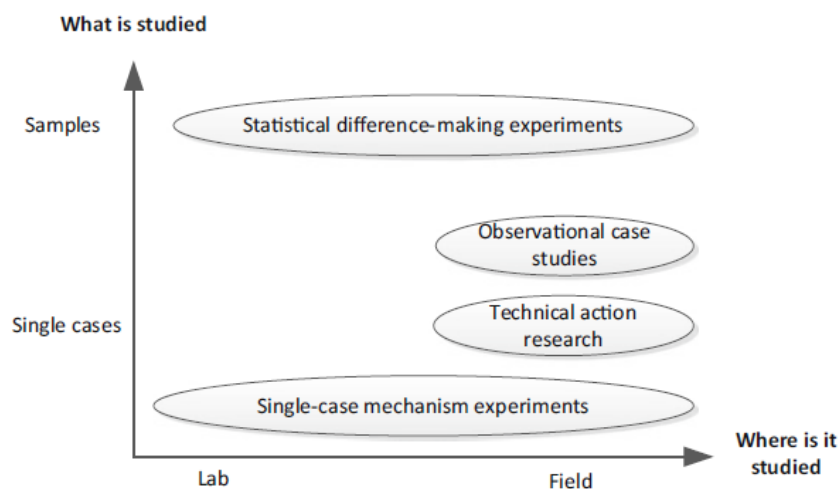 What is studied
Samples
Statistical difference-making experiments
Observational case
studies
Single cases
Technical action
research
Single-case mechanism experiments
Where is it
studied
Lab
Field